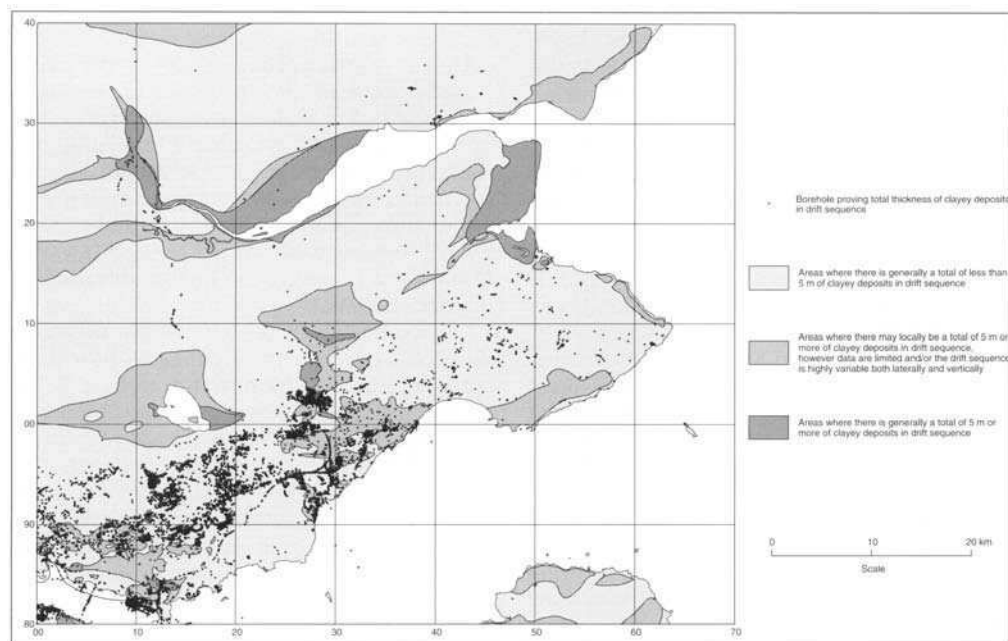 40
30
20
10
00
90
80
00
10
20
30
40
50
60
70
Borehole proving total thickness of clayey deposits
in drift sequence
Areas where there is generally a total of less than
5 m of clayey deposits in drift sequence
Areas where there may locally be a total of 5 m or
more of clayey deposits in drift sequence,
however data are limited and/or the drift sequence
is highly variable both laterally and vertically
Areas where there is generally a total of 5 m or
more of clayey deposits in drift sequence
0
10
20 km
Scale